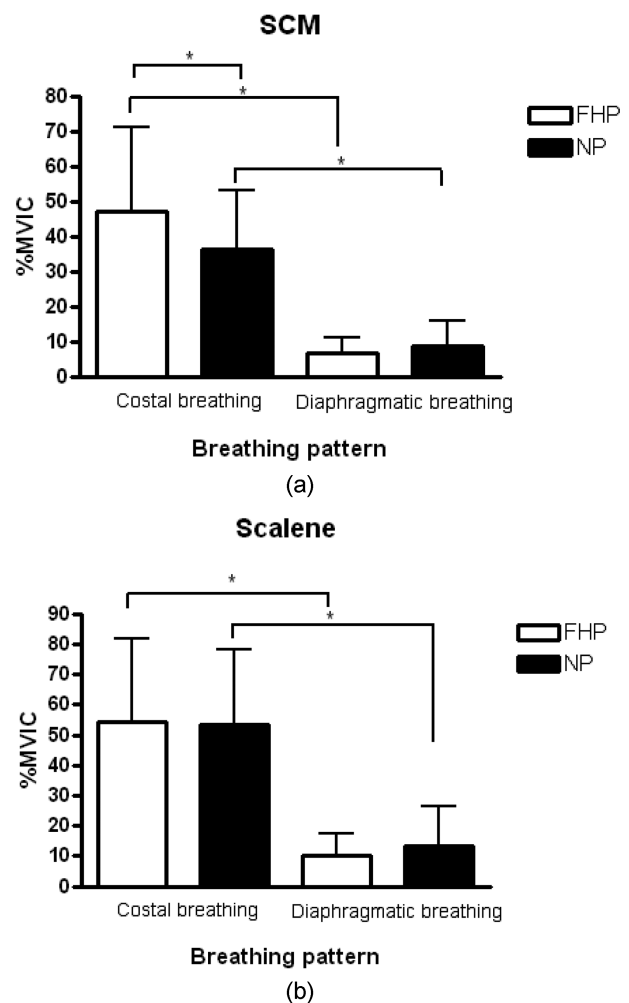 SCM
*
*
*
80
70
60
50
40
30
20
10
0
%MVIC
FHP
NP
Costal breathing Diaphragmatic breathing
Breathing pattern
(a)
Scalene
*
*
90
80
70
60
50
40
30
20
10
0
%MVIC
FHP
NP
Costal breathing Diaphragmatic breathing
Breathing pattern
(b)